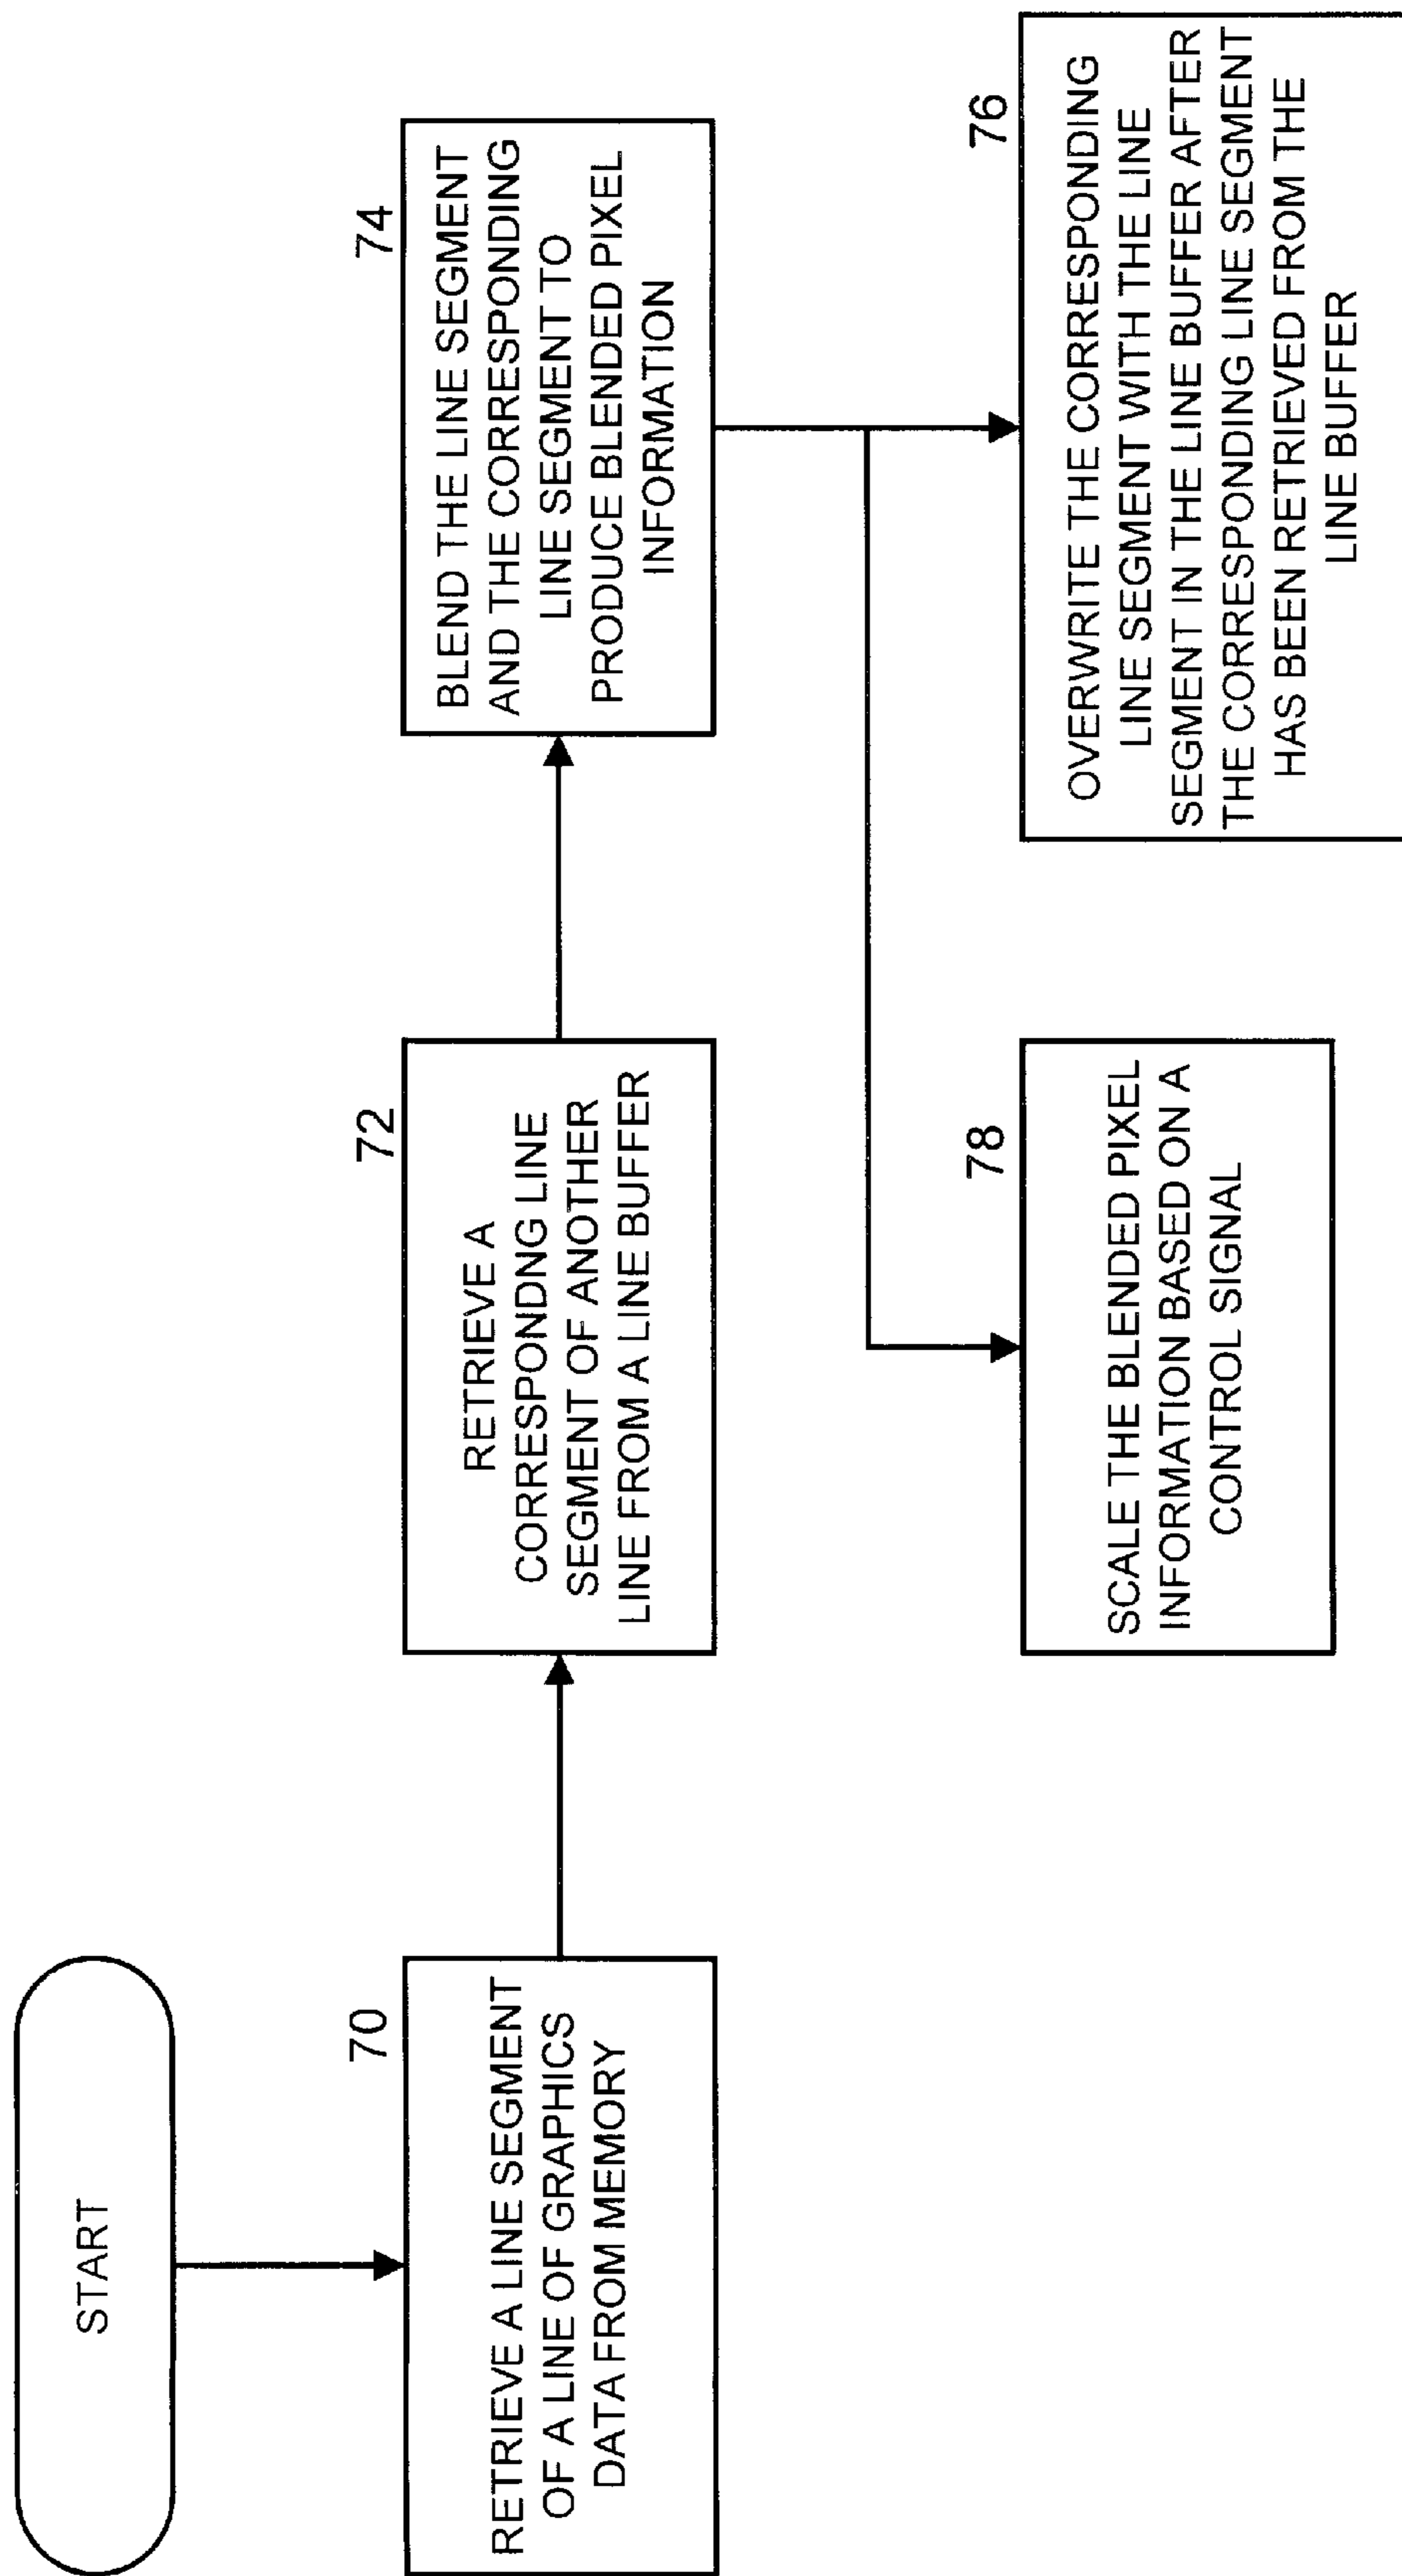 START
70
RETRIEVE A LINE SEGMENT
OF A LINE OF GRAPHICS
DATA FROM MEMORY
72
RETRIEVE A
CORRESPONDNG LINE
SEGMENT OF ANOTHER
LINE FROM A LINE BUFFER
74
BLEND THE LINE SEGMENT
AND THE CORRESPONDING
LINE SEGMENT TO
PRODUCE BLENDED PIXEL
INFORMATION
78
SCALE THE BLENDED PIXEL
INFORMATION BASED ON A
CONTROL SIGNAL
76
OVERWRITE THE CORRESPONDING
LINE SEGMENT WITH THE LINE
SEGMENT IN THE LINE BUFFER AFTER
THE CORRESPONDING LINE SEGMENT
HAS BEEN RETRIEVED FROM THE
LINE BUFFER